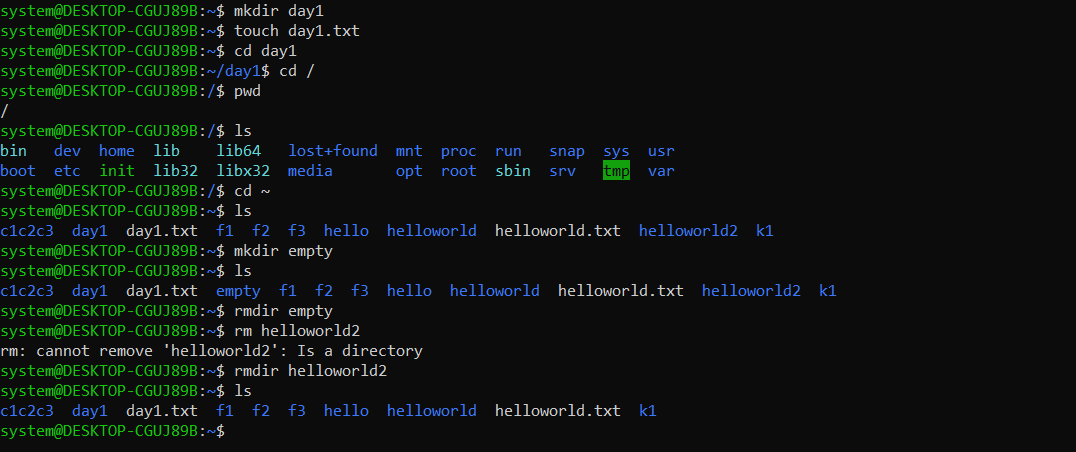 system@DESKTOP-CGUJ89B:~$ mkdir day1
system@DESKTOP-CGUJ89B:~$ touch day1.txt
system@DESKTOP-CGUJ89B:~$ cd day1
system@DESKTOP-CGUJ89B:~/day1$ cd /
system@DESKTOP-CGUJ89B:/$ pwd
/
system@DESKTOP-CGUJ89B:/$ ls
bin   dev  home  lib    lib64   lost+found  mnt  proc  run   snap  sys  usr
boot  etc  init  lib32  libx32  media       opt  root  sbin  srv   tmp  var
system@DESKTOP-CGUJ89B:/$ cd ~
system@DESKTOP-CGUJ89B:~$ ls
c1c2c3  day1  day1.txt  f1  f2  f3  hello  helloworld  helloworld.txt  helloworld2  k1
system@DESKTOP-CGUJ89B:~$ mkdir empty
system@DESKTOP-CGUJ89B:~$ ls
c1c2c3  day1  day1.txt  empty  f1  f2  f3  hello  helloworld  helloworld.txt  helloworld2  k1
system@DESKTOP-CGUJ89B:~$ rmdir empty
system@DESKTOP-CGUJ89B:~$ rm helloworld2
rm: cannot remove 'helloworld2': Is a directory
system@DESKTOP-CGUJ89B:~$ rmdir helloworld2
system@DESKTOP-CGUJ89B:~$ ls
c1c2c3  day1  day1.txt  f1  f2  f3  hello  helloworld  helloworld.txt  k1
system@DESKTOP-CGUJ89B:~$